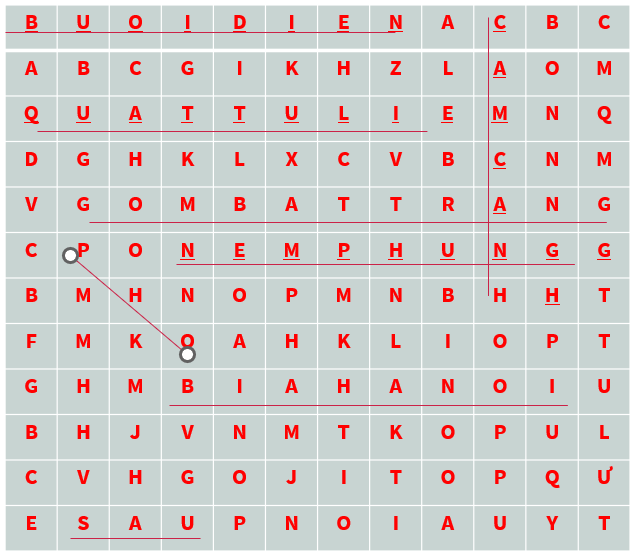 B U O I D I E N A C B C
A B C G I K H Z L A O M
Q U A T T U L I E M N Q
D G H K L X C V B C N M
V G O M B A T T R A N G
C P O N E M P H U N G G
B M H N O P M N B H H T
F M K O A H K L I O P T
G H M B I A H A N O I U
B H J V N M T K O P U L
C V H G O J I T O P Q Ư
E S A U P N O I A U Y T